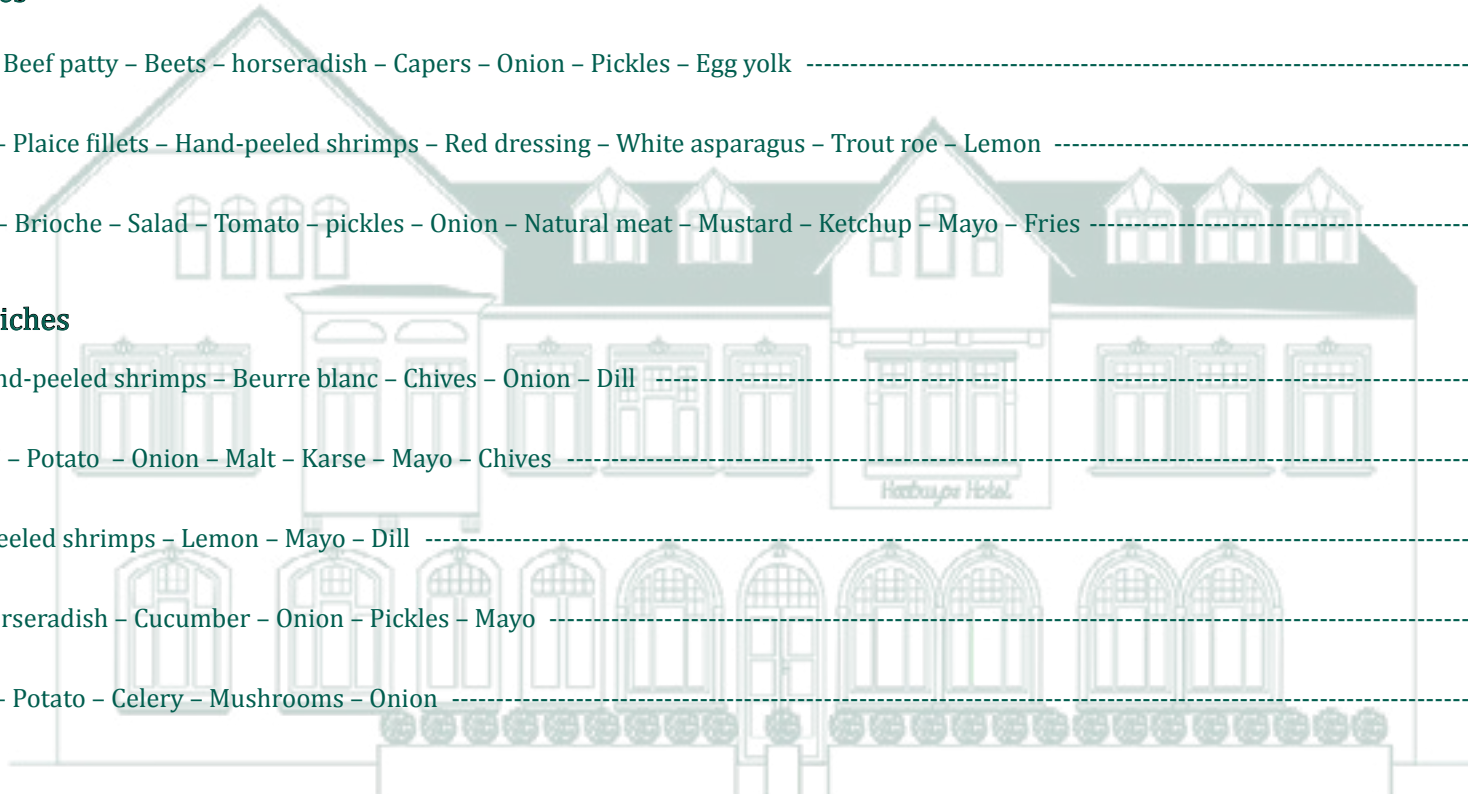 es
Beef patty – Beets – horseradish – Capers – Onion – Pickles – Egg yolk
– Plaice fillets – Hand-peeled shrimps – Red dressing – White asparagus – Trout roe – Lemon
– Brioche – Salad – Tomato – pickles – Onion – Natural meat – Mustard – Ketchup – Mayo – Fries
iches
nd-peeled shrimps – Beurre blanc – Chives – Onion – Dill
– Potato – Onion – Malt – Karse – Mayo – Chives
Hotel
eeled shrimps – Lemon – Mayo – Dill
rseradish – Cucumber – Onion – Pickles – Mayo
– Potato – Celery – Mushrooms – Onion